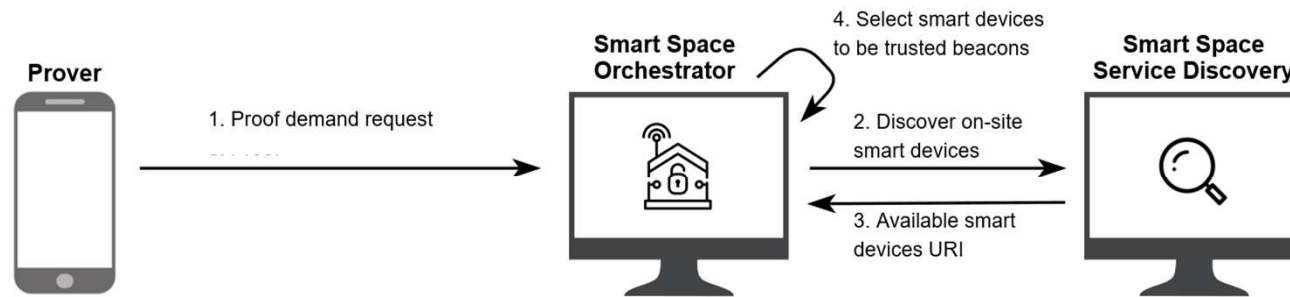 Prover
1. Proof demand request
Smart Space
Orchestrator
4. Select smart devices
to be trusted beacons
2. Discover on-site
smart devices
3. Available smart
devices URI
Smart Space
Service Discovery